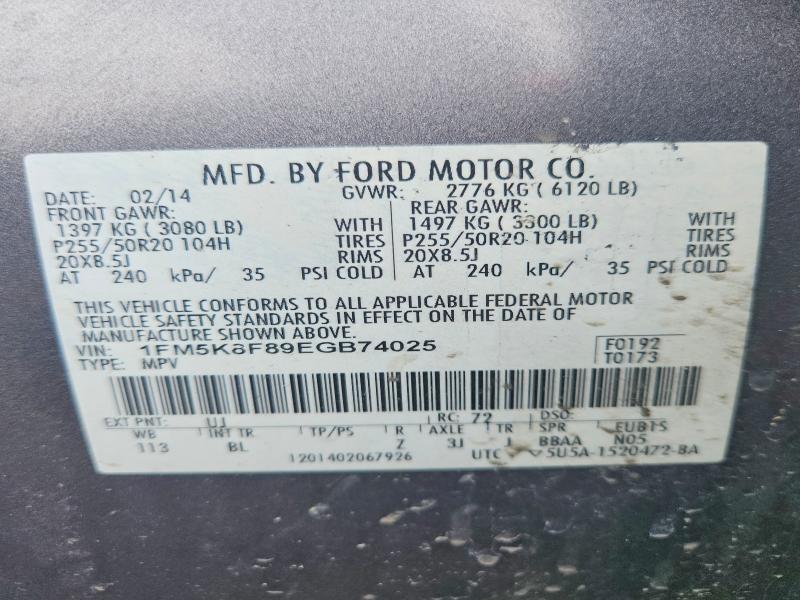 MFD. BY FORD MOTOR CO.
DATE: 02/14 GVWR: 2776 KG ( 6120 LB)
FRONT GAWR: REAR GAWR:
1397 KG ( 3080 LB) WITH 1497 KG ( 3300 LB) WITH
P255/50R20 104H TIRES P255/50R20 104H TIRES
20X8.5J RIMS 20X8.5J RIMS
AT 240 kPa/ 35 PSI COLD AT 240 kPa/ 35 PSI COLD
THIS VEHICLE CONFORMS TO ALL APPLICABLE FEDERAL MOTOR
VEHICLE SAFETY STANDARDS IN EFFECT ON THE DATE OF
MANUFACTURE SHOWN ABOVE.
VIN: 1FM5K8F89EGB74025 F0192
TYPE: MPV T0173
EXT PNT: UJ RC: 72 DSO:
WB INT TR TP/PS R AXLE TR SPR EUB1S
113 BL Z 3J J BBAA N05
1201402067926 UTC 5U5A-1520472-BA